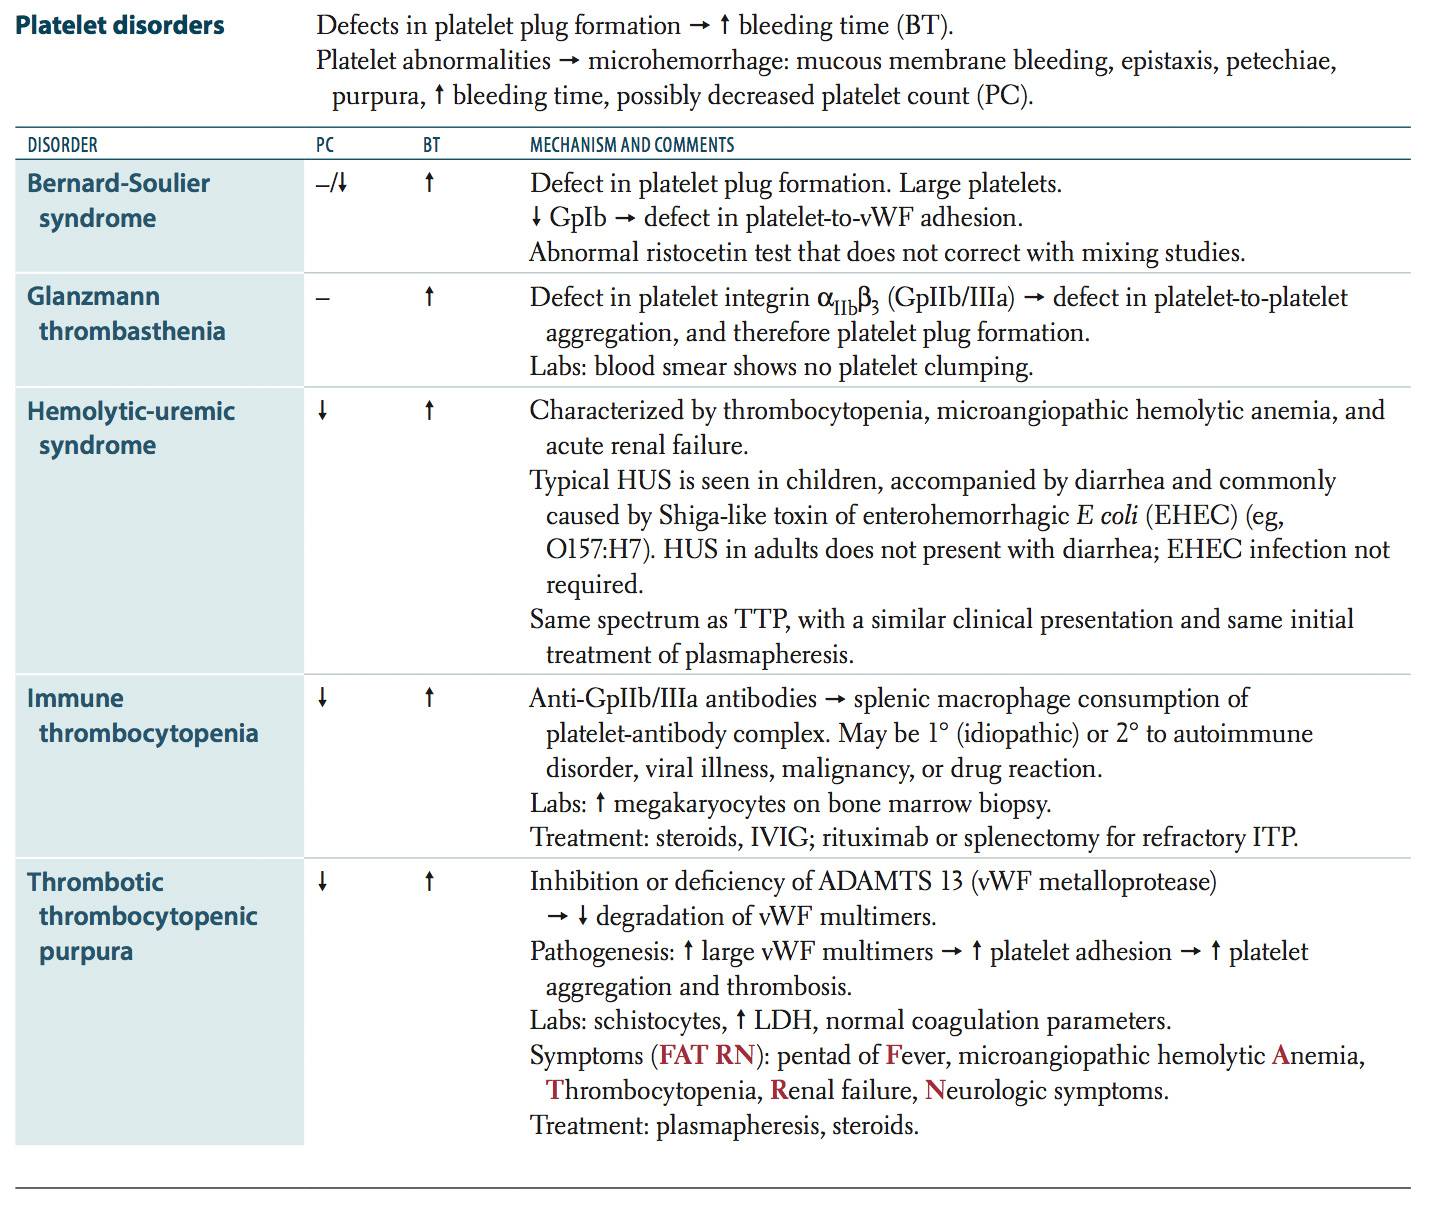 Platelet disorders
Defects in platelet plug formation → ↑ bleeding time (BT).
Platelet abnormalities → microhemorrhage: mucous membrane bleeding, epistaxis, petechiae,
purpura, ↑ bleeding time, possibly decreased platelet count (PC).
DISORDER PC BT MECHANISM AND COMMENTS
Bernard-Soulier –/↓ ↑ Defect in platelet plug formation. Large platelets.
syndrome ↓ GpIb → defect in platelet-to-vWF adhesion.
Abnormal ristocetin test that does not correct with mixing studies.
Glanzmann – ↑ Defect in platelet integrin αIIbβ3 (GpIIb/IIIa) → defect in platelet-to-platelet
thrombasthenia aggregation, and therefore platelet plug formation.
Labs: blood smear shows no platelet clumping.
Hemolytic-uremic ↓ ↑ Characterized by thrombocytopenia, microangiopathic hemolytic anemia, and
syndrome acute renal failure.
Typical HUS is seen in children, accompanied by diarrhea and commonly
caused by Shiga-like toxin of enterohemorrhagic E coli (EHEC) (eg,
O157:H7). HUS in adults does not present with diarrhea; EHEC infection not
required.
Same spectrum as TTP, with a similar clinical presentation and same initial
treatment of plasmapheresis.
Immune ↓ ↑ Anti-GpIIb/IIIa antibodies → splenic macrophage consumption of
thrombocytopenia platelet-antibody complex. May be 1° (idiopathic) or 2° to autoimmune
disorder, viral illness, malignancy, or drug reaction.
Labs: ↑ megakaryocytes on bone marrow biopsy.
Treatment: steroids, IVIG; rituximab or splenectomy for refractory ITP.
Thrombotic ↓ ↑ Inhibition or deficiency of ADAMTS 13 (vWF metalloprotease)
thrombocytopenic → ↓ degradation of vWF multimers.
purpura Pathogenesis: ↑ large vWF multimers → ↑ platelet adhesion → ↑ platelet
aggregation and thrombosis.
Labs: schistocytes, ↑ LDH, normal coagulation parameters.
Symptoms (FAT RN): pentad of Fever, microangiopathic hemolytic Anemia,
Thrombocytopenia, Renal failure, Neurologic symptoms.
Treatment: plasmapheresis, steroids.